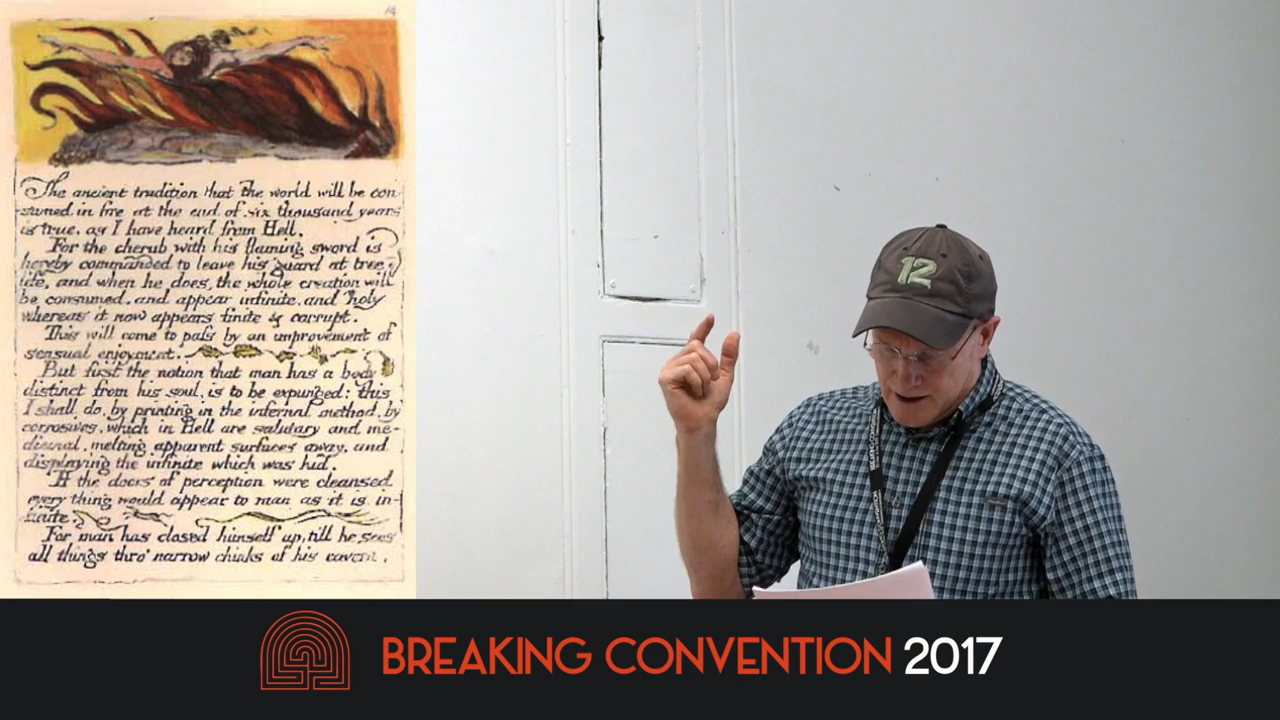 14
The ancient tradition that the world will be con
sumed in fire at the end of six thousand years
is true, as I have heard from Hell.
For the cherub with his flaming sword is
hereby commanded to leave his guard at tree of
life, and when he does, the whole creation will
be consumed, and appear infinite, and holy
whereas it now appears finite & corrupt.
This will come to pass by an improvement of
sensual enjoyment.
But first the notion that man has a body
distinct from his soul, is to be expunged: this
I shall do, by printing in the infernal method, by
corrosives, which in Hell are salutary and me-
dicinal, melting apparent surfaces away, and
displaying the infinite which was hid.
If the doors of perception were cleansed
every thing would appear to man as it is, in-
finite.
For man has closed himself up, till he sees
all things thro' narrow chinks of his cavern.
12
BREAKING CONVENTION
BREAKING CONVENTION 2017